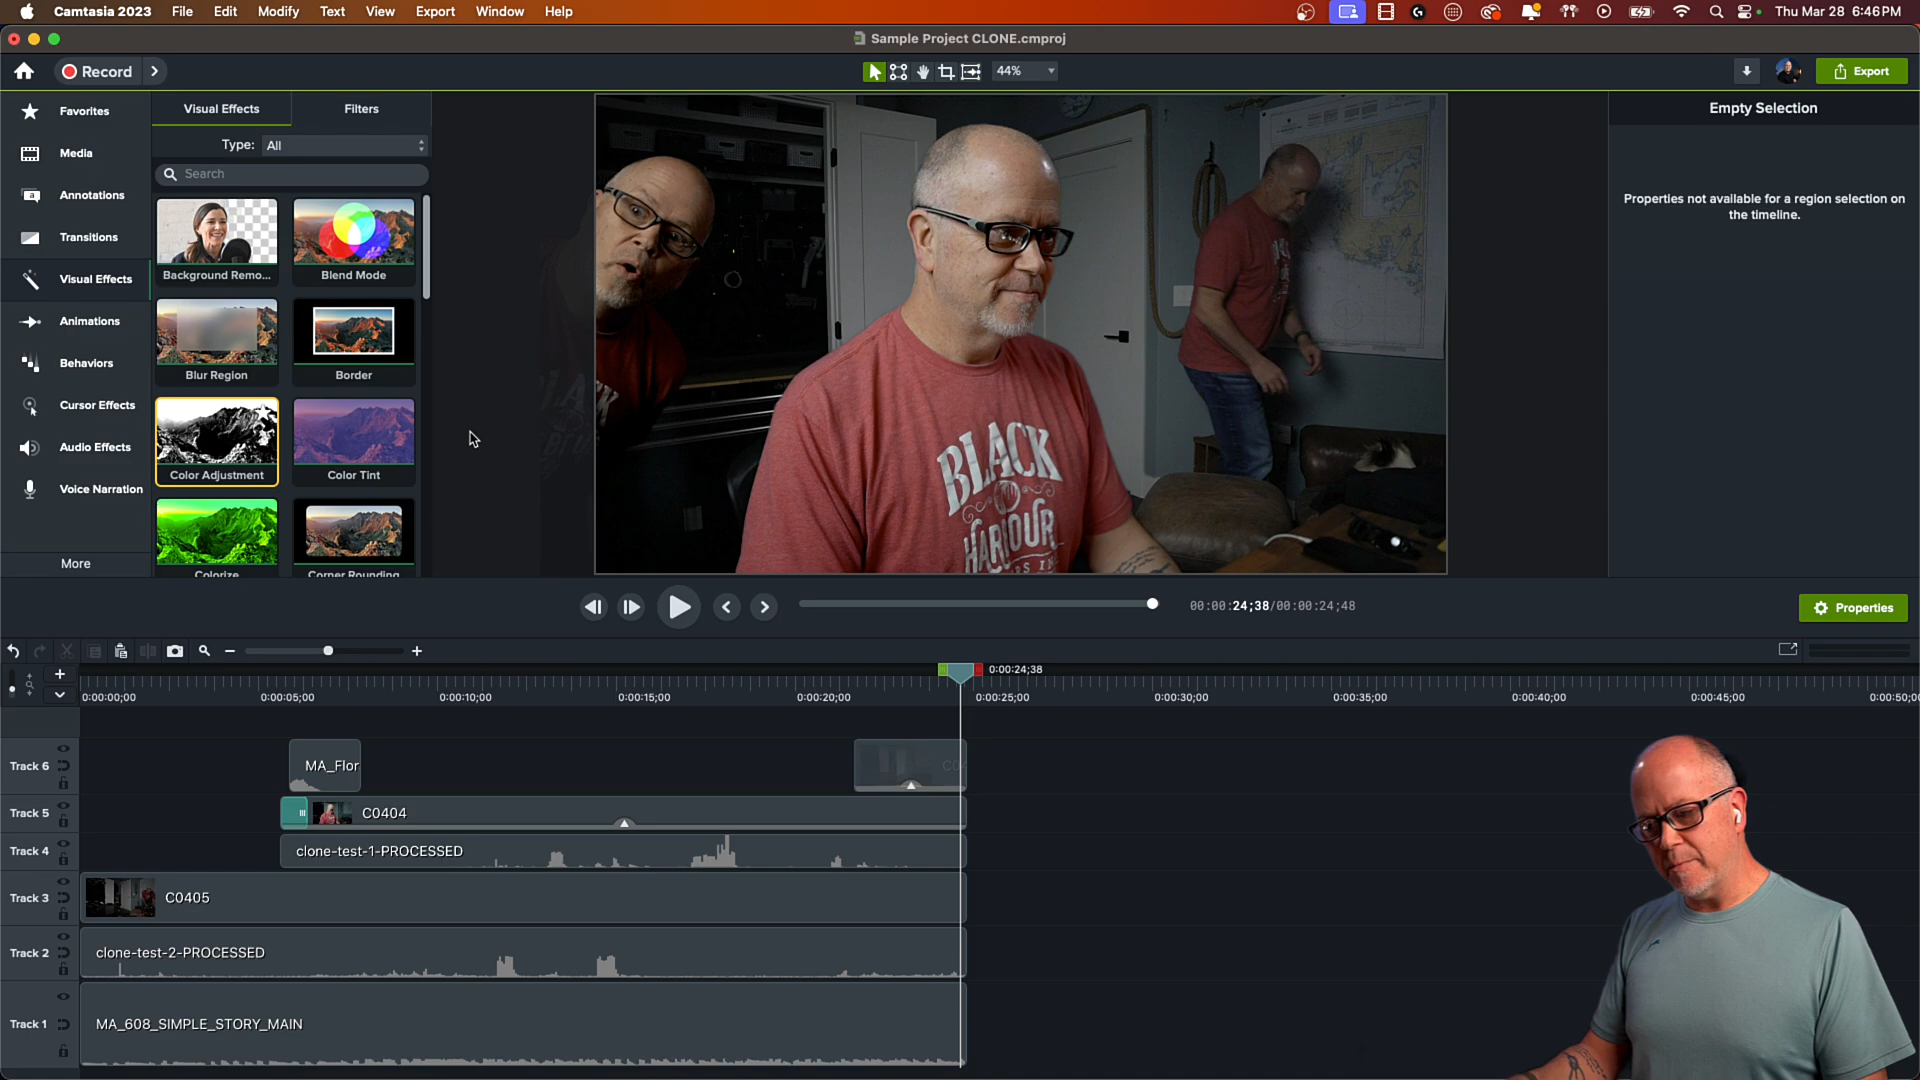 Camtasia 2023 File Edit Modify Text View Export Window Help
Thu Mar 28 6:46 PM
Sample Project CLONE.cmproj
Record
44%
Export
Favorites
Media
Annotations
Transitions
Visual Effects
Animations
Behaviors
Cursor Effects
Audio Effects
Voice Narration
More
Visual Effects Filters
Type: All
Search
Background Remo... Blend Mode
Blur Region Border
Color Adjustment Color Tint
Colorize Corner Rounding
BLACK
HARBOUR
Empty Selection
Properties not available for a region selection on
the timeline.
00:00:24;38/00:00:24;48
Properties
0:00:24;38
0:00:00;00 0:00:05;00 0:00:10;00 0:00:15;00 0:00:20;00 0:00:25;00 0:00:30;00 0:00:35;00 0:00:40;00 0:00:45;00 0:00:50;0
Track 6 MA_Flor
Track 5 C0404
Track 4 clone-test-1-PROCESSED
Track 3 C0405
Track 2 clone-test-2-PROCESSED
Track 1 MA_608_SIMPLE_STORY_MAIN